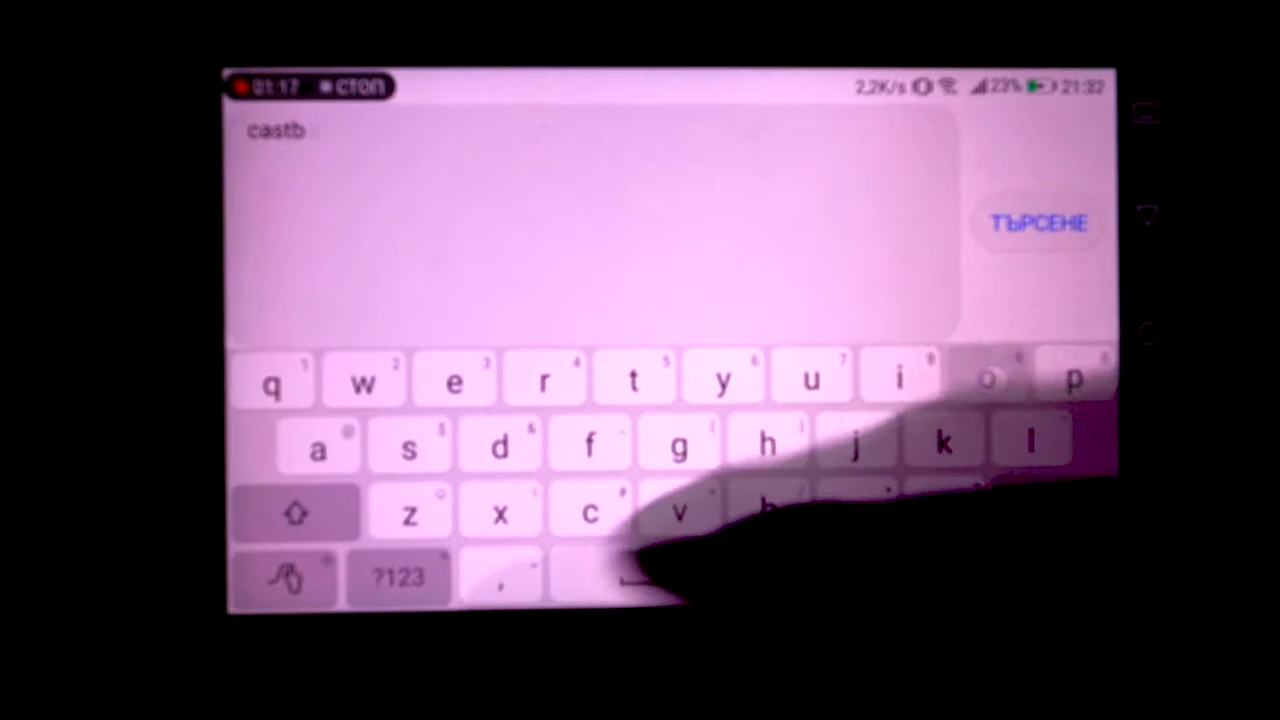 01:17 СТОП
2,2K/s 23% 21:32
castb
ТЪРСЕНЕ
q w e r t y u i o p
a s d f g h j k l
z x c v b
?123 ,